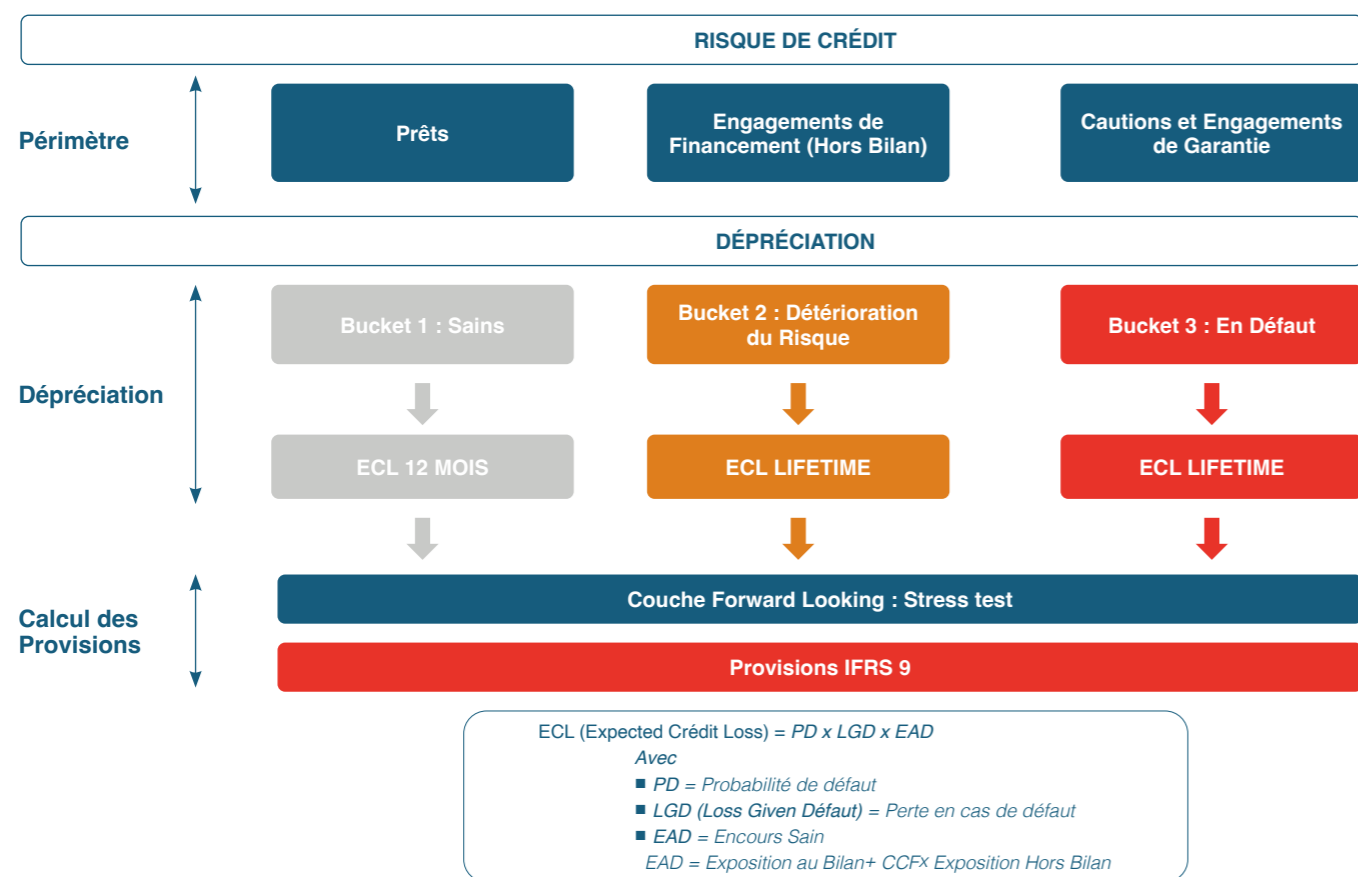 RISQUE DE CRÉDIT
Périmètre
Prêts
Engagements de
Financement (Hors Bilan)
Cautions et Engagements
de Garantie
DÉPRÉCIATION
Dépréciation
Bucket 1 : Sains
Bucket 2 : Détérioration
du Risque
Bucket 3 : En Défaut
ECL 12 MOIS
ECL LIFETIME
ECL LIFETIME
Calcul des
Provisions
Couche Forward Looking : Stress test
Provisions IFRS 9
ECL (Expected Crédit Loss) = PD x LGD x EAD
Avec
■ PD = Probabilité de défaut
■ LGD (Loss Given Défaut) = Perte en cas de défaut
■ EAD = Encours Sain
EAD = Exposition au Bilan+ CCFx Exposition Hors Bilan